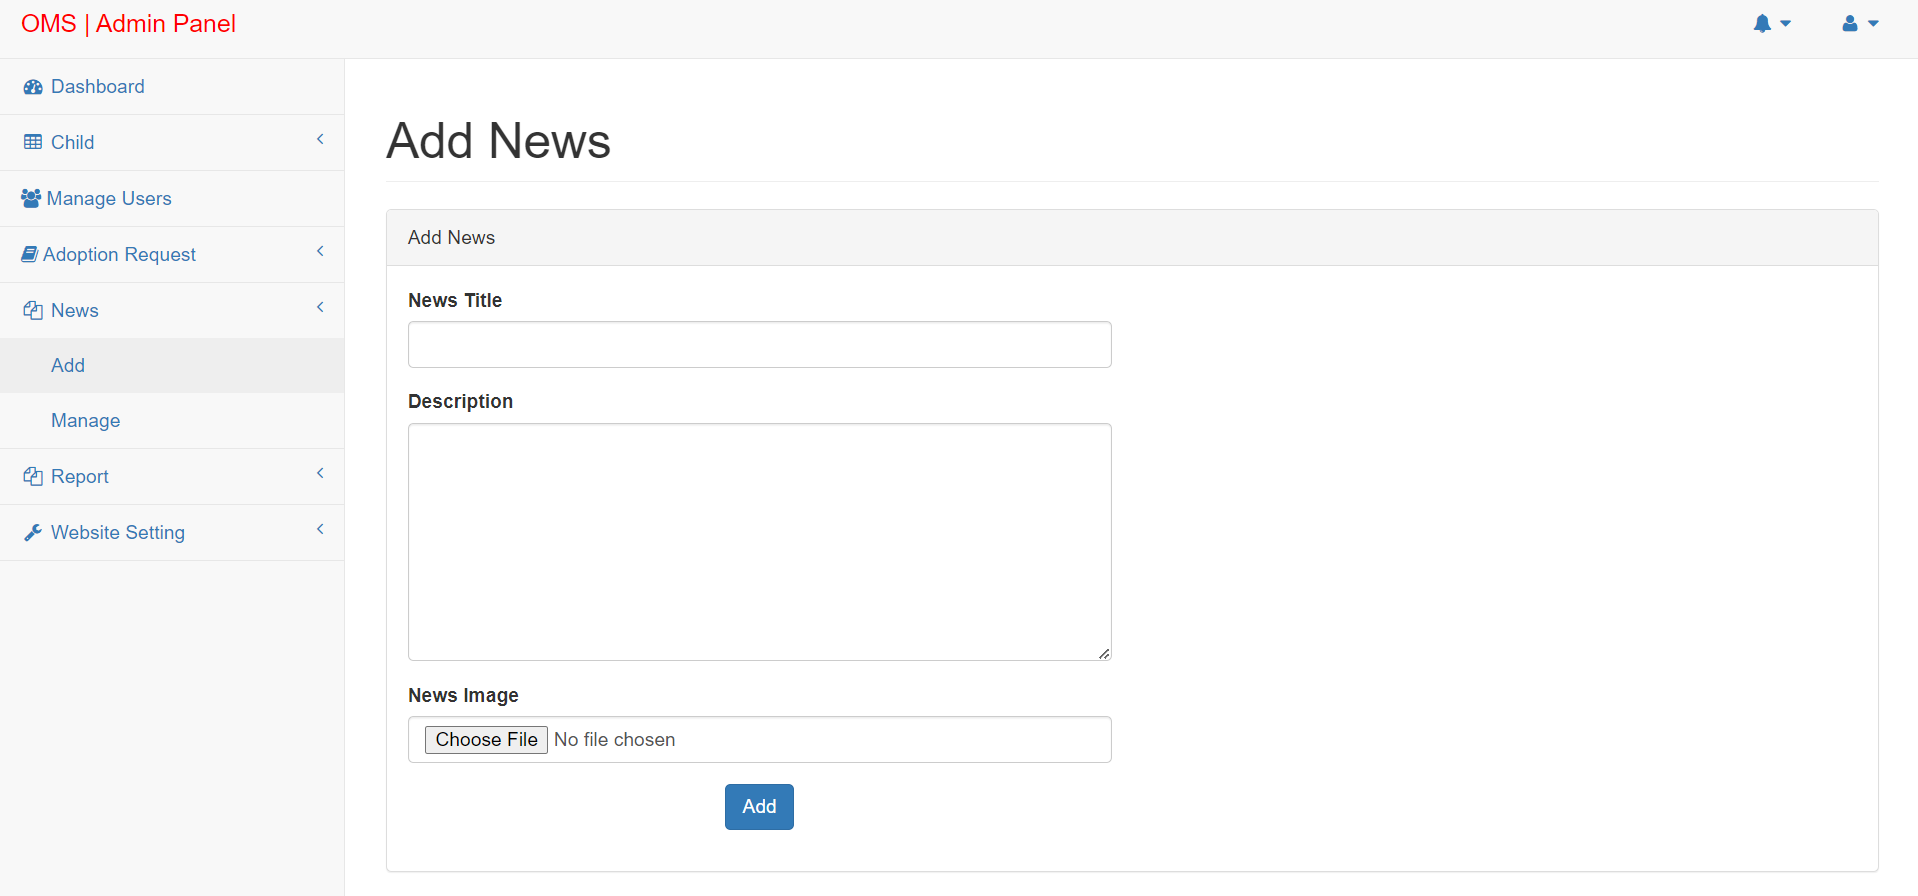 OMS | Admin Panel
Dashboard
Child
Manage Users
Adoption Request
News
Add
Manage
Report
Website Setting
Add News
Add News
News Title
Description
News Image
Choose File No file chosen
Add